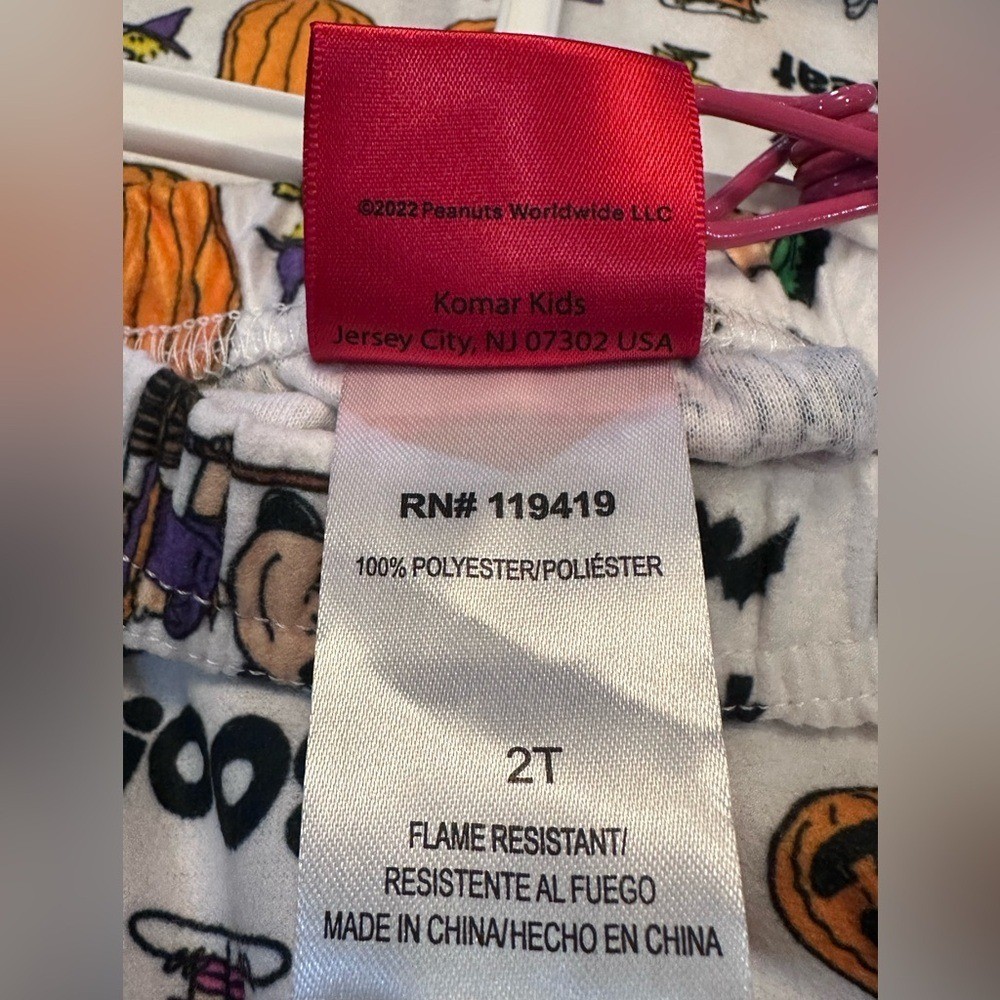 eat
©2022 Peanuts Worldwide LLC
Komar Kids
Jersey City, NJ 07302 USA
RN# 119419
100% POLYESTER/POLIÉSTER
2T
FLAME RESISTANT/
RESISTENTE AL FUEGO
MADE IN CHINA/HECHO EN CHINA